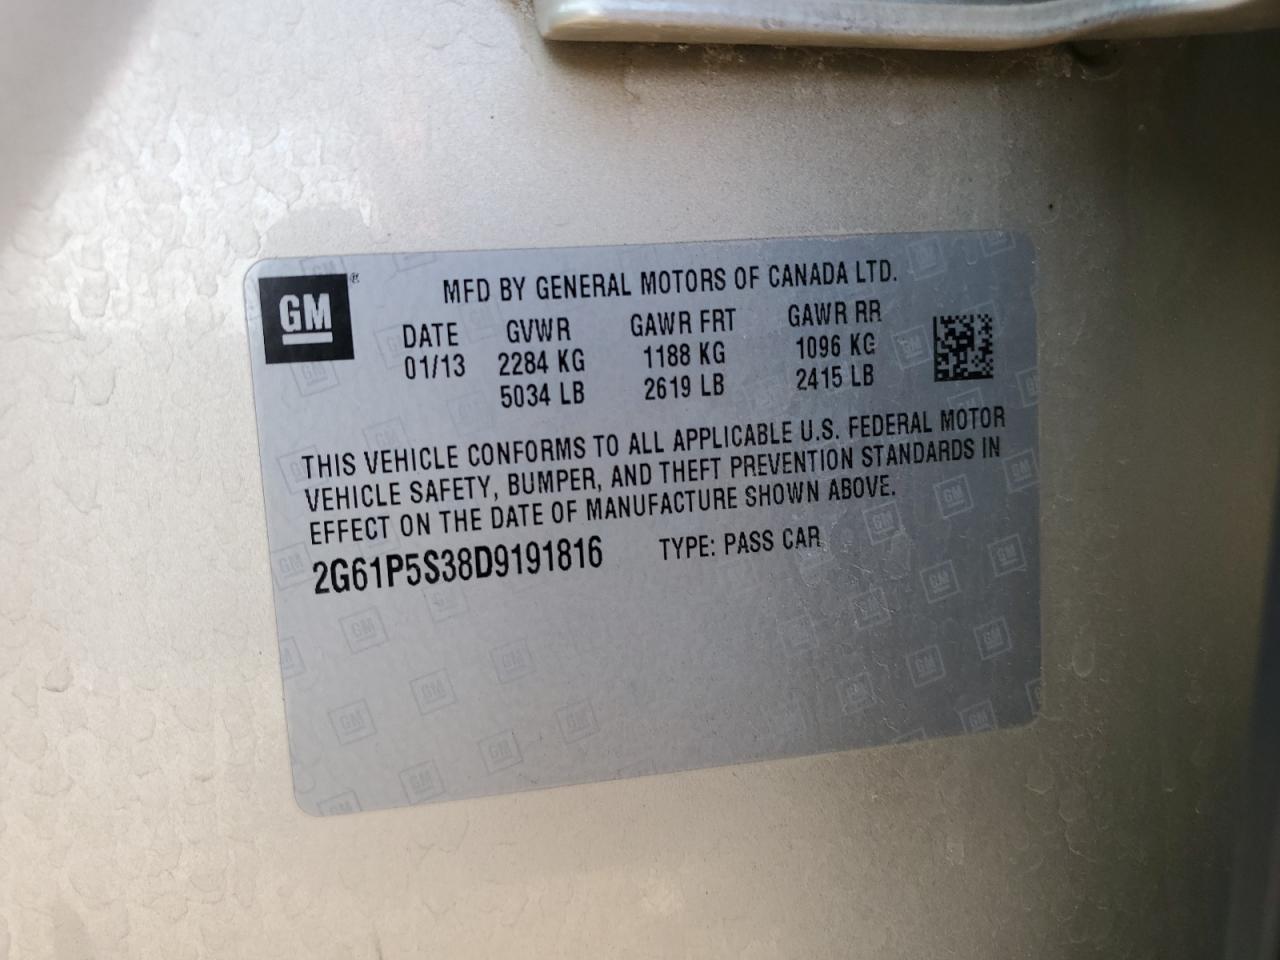 GM®
MFD BY GENERAL MOTORS OF CANADA LTD.
DATE GVWR GAWR FRT GAWR RR
01/13 2284 KG 1188 KG 1096 KG
5034 LB 2619 LB 2415 LB
THIS VEHICLE CONFORMS TO ALL APPLICABLE U.S. FEDERAL MOTOR
VEHICLE SAFETY, BUMPER, AND THEFT PREVENTION STANDARDS IN
EFFECT ON THE DATE OF MANUFACTURE SHOWN ABOVE.
2G61P5S38D9191816 TYPE: PASS CAR